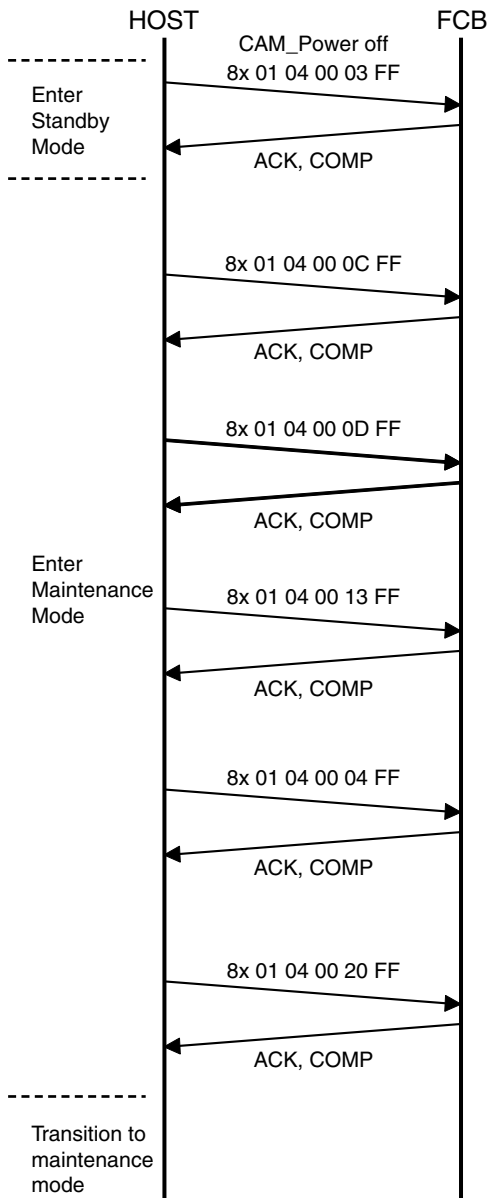 HOST
FCB
CAM_Power off
8x 01 04 00 03 FF
Enter
Standby
Mode
ACK, COMP
8x 01 04 00 0C FF
ACK, COMP
8x 01 04 00 0D FF
ACK, COMP
Enter
Maintenance
Mode
8x 01 04 00 13 FF
ACK, COMP
8x 01 04 00 04 FF
ACK, COMP
8x 01 04 00 20 FF
ACK, COMP
Transition to
maintenance
mode